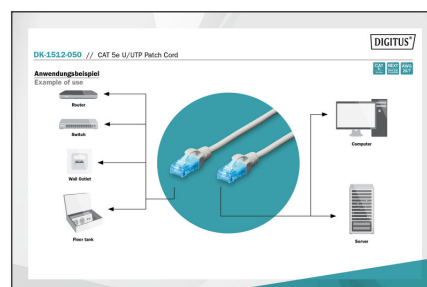 DIGITUS®
DK-1512-050 // CAT 5e U/UTP Patch Cord
Anwendungsbeispiel
Example of use
Router
Switch
Wall Outlet
Floor tank
Computer
Server